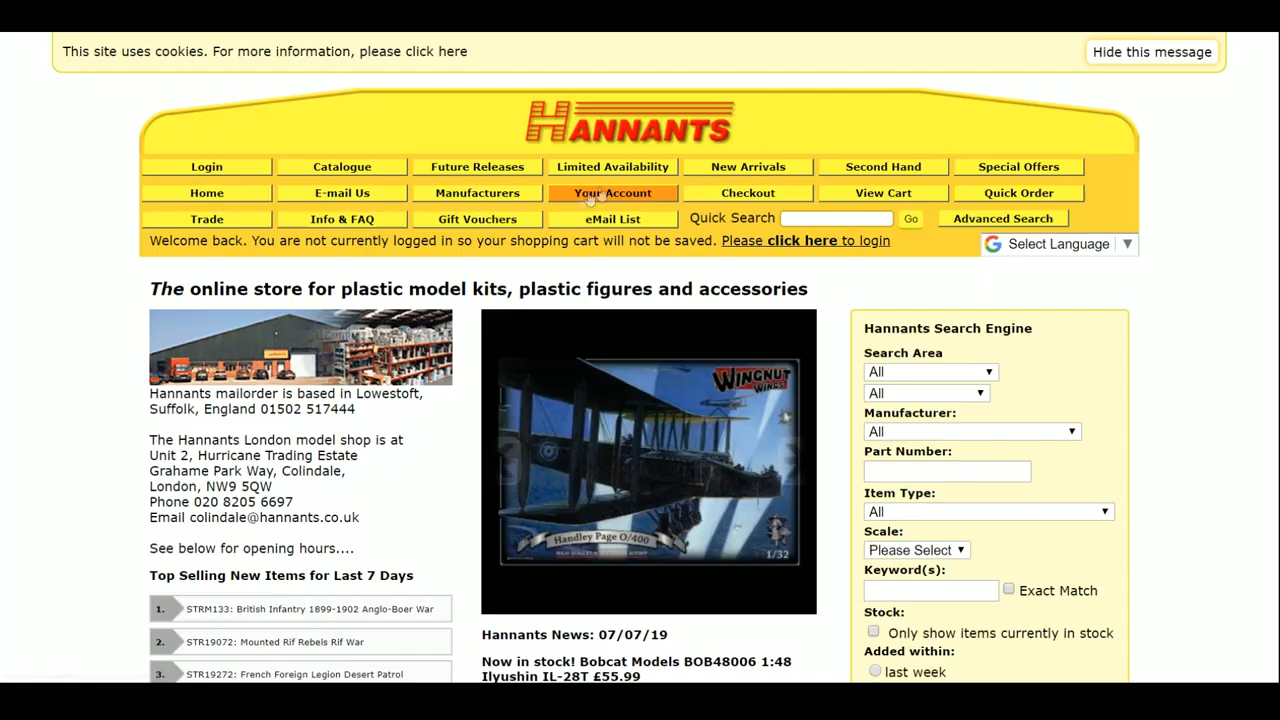 This site uses cookies. For more information, please click here
Hide this message
HANNANTS
Login
Catalogue
Future Releases
Limited Availability
New Arrivals
Second Hand
Special Offers
Home
E-mail Us
Manufacturers
Your Account
Checkout
View Cart
Quick Order
Trade
Info & FAQ
Gift Vouchers
eMail List
Quick Search
Go
Advanced Search
Welcome back. You are not currently logged in so your shopping cart will not be saved. Please click here to login
Select Language
The online store for plastic model kits, plastic figures and accessories
Hannants mailorder is based in Lowestoft,
Suffolk, England 01502 517444
The Hannants London model shop is at
Unit 2, Hurricane Trading Estate
Grahame Park Way, Colindale,
London, NW9 5QW
Phone 020 8205 6697
Email colindale@hannants.co.uk
See below for opening hours....
Top Selling New Items for Last 7 Days
1. STRM133: British Infantry 1899-1902 Anglo-Boer War
2. STR19072: Mounted Rif Rebels Rif War
3. STR19272: French Foreign Legion Desert Patrol
WINGNUT
WINGS
Handley Page O/400
1/32
Hannants News: 07/07/19
Now in stock! Bobcat Models BOB48006 1:48
Ilyushin IL-28T £55.99
Hannants Search Engine
Search Area
All
All
Manufacturer:
All
Part Number:
Item Type:
All
Scale:
Please Select
Keyword(s):
Exact Match
Stock:
Only show items currently in stock
Added within:
last week